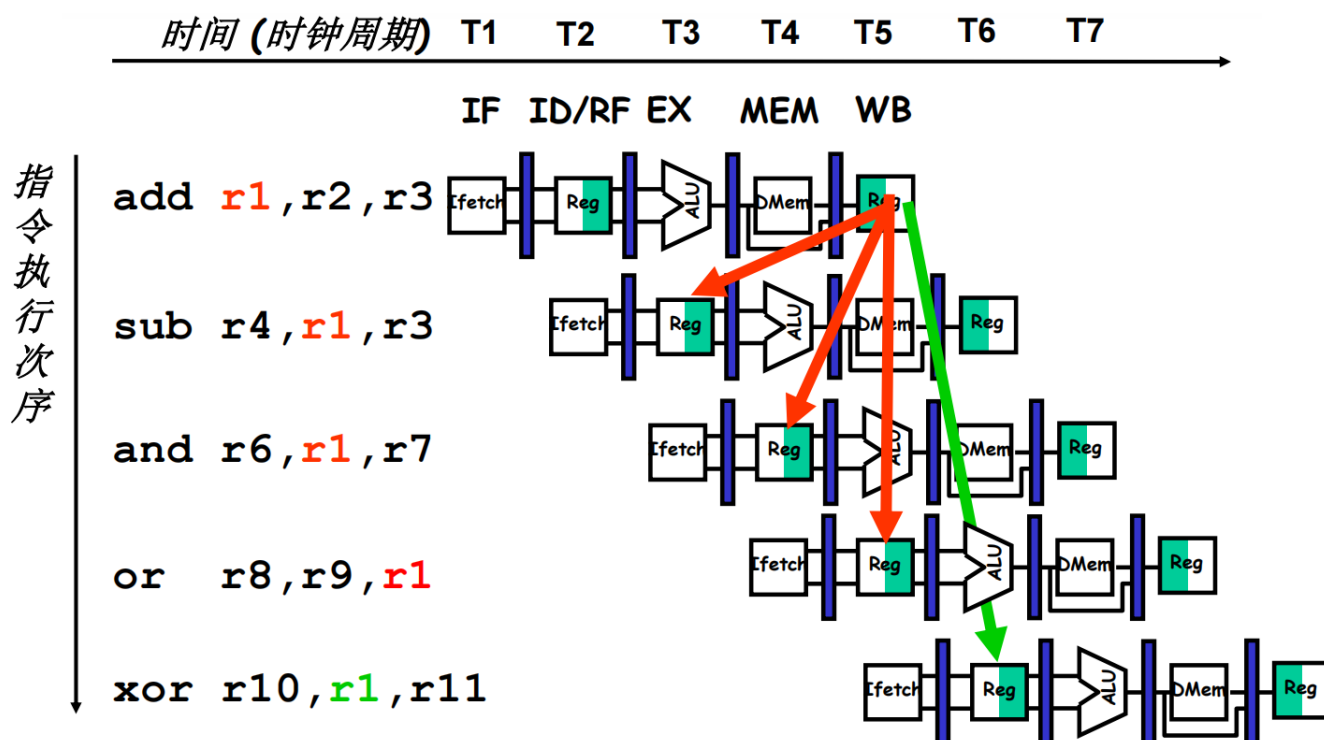 时间 (时钟周期) T1 T2 T3 T4 T5 T6 T7
IF ID/RF EX MEM WB
指令执行次序
add r1,r2,r3 Ifetch Reg ALU DMem Reg
sub r4,r1,r3 Ifetch Reg ALU DMem Reg
and r6,r1,r7 Ifetch Reg ALU DMem Reg
or r8,r9,r1 Ifetch Reg ALU DMem Reg
xor r10,r1,r11 Ifetch Reg ALU DMem Reg